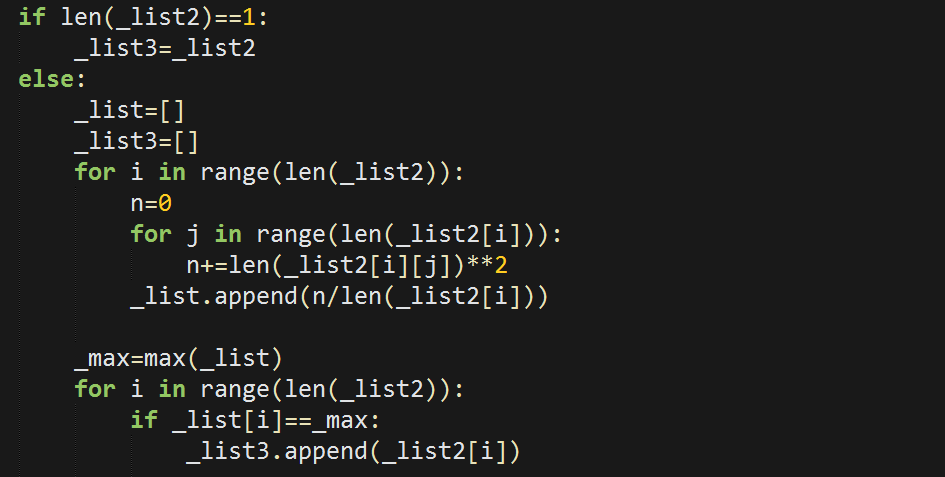 if len(_list2)==1:
    _list3=_list2
else:
    _list=[]
    _list3=[]
    for i in range(len(_list2)):
        n=0
        for j in range(len(_list2[i])):
            n+=len(_list2[i][j])**2
        _list.append(n/len(_list2[i]))

    _max=max(_list)
    for i in range(len(_list2)):
        if _list[i]==_max:
            _list3.append(_list2[i])